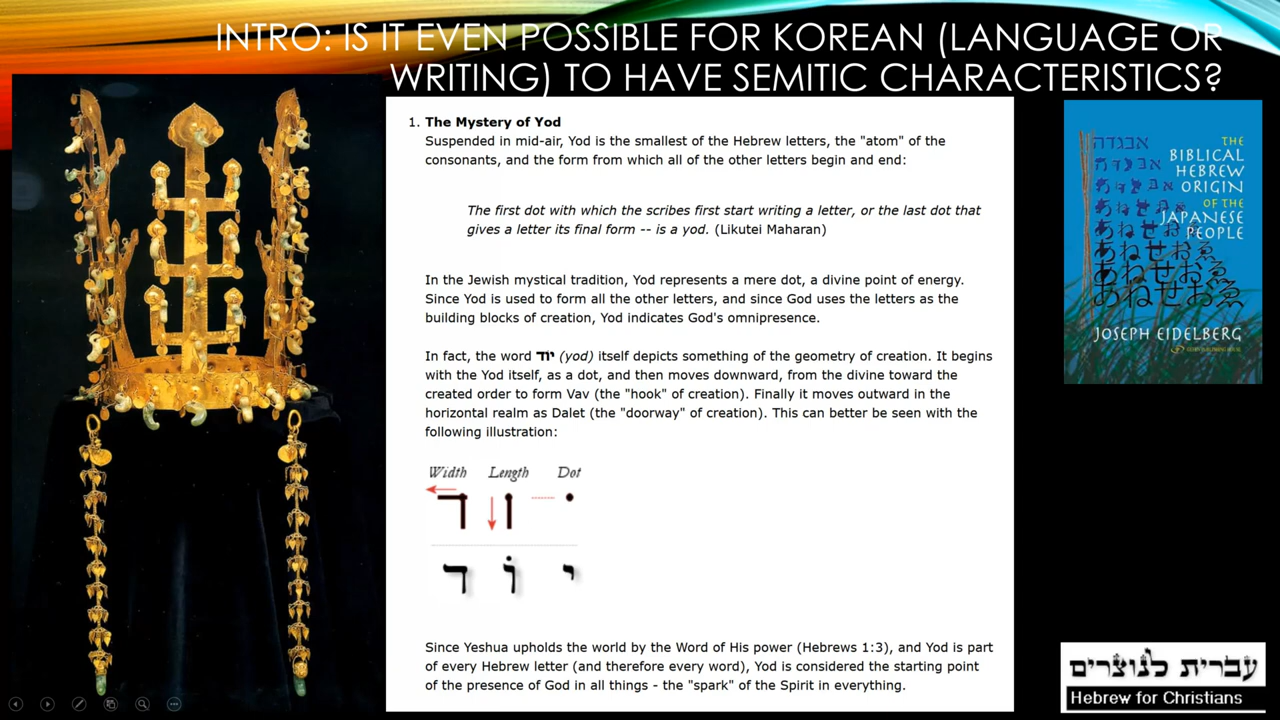 INTRO: IS IT EVEN POSSIBLE FOR KOREAN (LANGUAGE OR
WRITING) TO HAVE SEMITIC CHARACTERISTICS?
1. The Mystery of Yod
Suspended in mid-air, Yod is the smallest of the Hebrew letters, the "atom" of the
consonants, and the form from which all of the other letters begin and end:
The first dot with which the scribes first start writing a letter, or the last dot that
gives a letter its final form -- is a yod. (Likutei Maharan)
In the Jewish mystical tradition, Yod represents a mere dot, a divine point of energy.
Since Yod is used to form all the other letters, and since God uses the letters as the
building blocks of creation, Yod indicates God's omnipresence.
In fact, the word יוֹד (yod) itself depicts something of the geometry of creation. It begins
with the Yod itself, as a dot, and then moves downward, from the divine toward the
created order to form Vav (the "hook" of creation). Finally it moves outward in the
horizontal realm as Dalet (the "doorway" of creation). This can better be seen with the
following illustration:
Width Length Dot
י וֹ ד
Since Yeshua upholds the world by the Word of His power (Hebrews 1:3), and Yod is part
of every Hebrew letter (and therefore every word), Yod is considered the starting point
of the presence of God in all things - the "spark" of the Spirit in everything.
THE
BIBLICAL
HEBREW
ORIGIN
OF THE
JAPANESE
PEOPLE
אבגדה
あねせおゑ
あねせおゑ
JOSEPH EIDELBERG
עברית לנוצרים
Hebrew for Christians